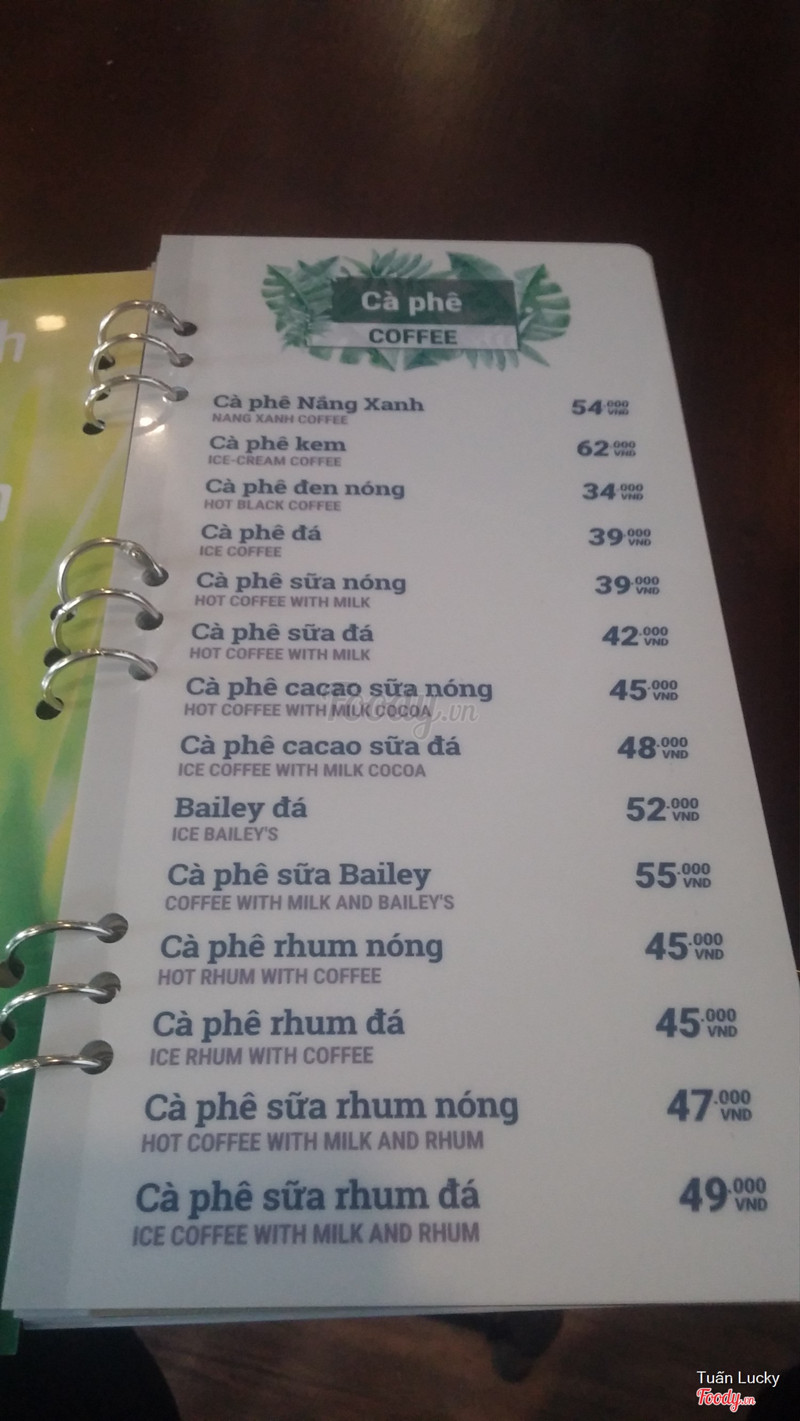 h
Cà phê
COFFEE
Cà phê Nắng Xanh 54.000 VND
NANG XANH COFFEE
Cà phê kem 62.000 VND
ICE-CREAM COFFEE
Cà phê đen nóng 34.000 VND
HOT BLACK COFFEE
Cà phê đá 39.000 VND
ICE COFFEE
Cà phê sữa nóng 39.000 VND
HOT COFFEE WITH MILK
Cà phê sữa đá 42.000 VND
HOT COFFEE WITH MILK
Cà phê cacao sữa nóng 45.000 VND
HOT COFFEE WITH MILK COCOA
Foody.vn
Cà phê cacao sữa đá 48.000 VND
ICE COFFEE WITH MILK COCOA
Bailey đá 52.000 VND
ICE BAILEY'S
Cà phê sữa Bailey 55.000 VND
COFFEE WITH MILK AND BAILEY'S
Cà phê rhum nóng 45.000 VND
HOT RHUM WITH COFFEE
Cà phê rhum đá 45.000 VND
ICE RHUM WITH COFFEE
Cà phê sữa rhum nóng 47.000 VND
HOT COFFEE WITH MILK AND RHUM
Cà phê sữa rhum đá 49.000 VND
ICE COFFEE WITH MILK AND RHUM
Tuấn Lucky
Foody.vn